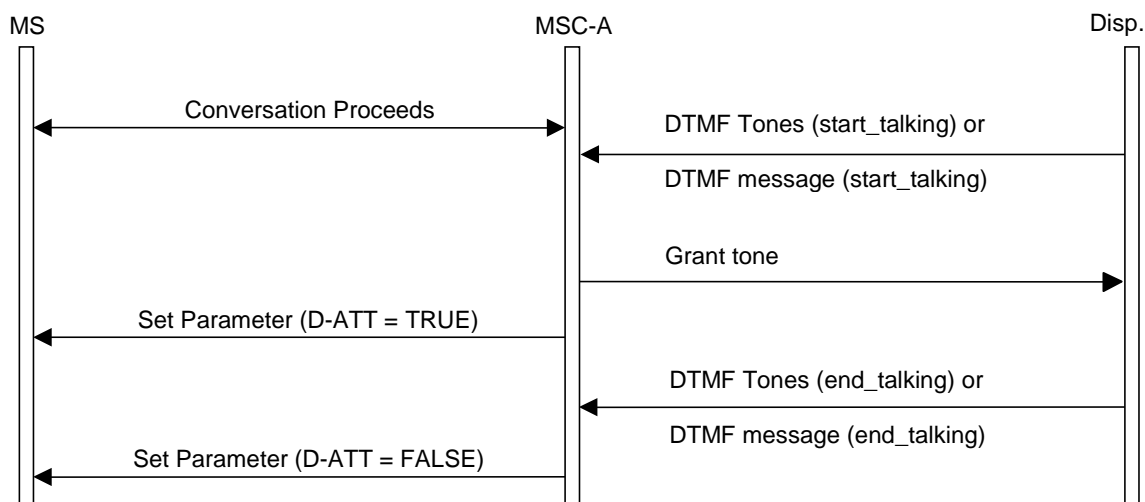 MS
MSC-A
Disp.
Conversation Proceeds
DTMF Tones (start_talking) or
DTMF message (start_talking)
Grant tone
Set Parameter (D-ATT = TRUE)
DTMF Tones (end_talking) or
DTMF message (end_talking)
Set Parameter (D-ATT = FALSE)